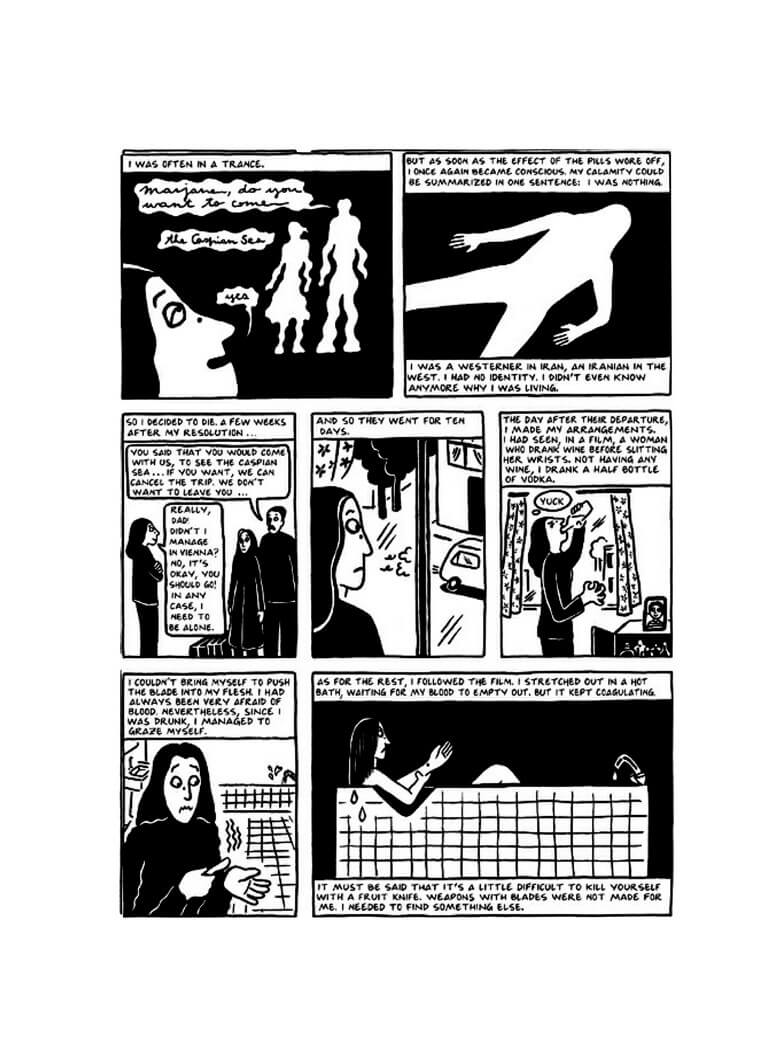 I WAS OFTEN IN A TRANCE.
Marjane, do you
want to come
the Caspian Sea
yes
BUT AS SOON AS THE EFFECT OF THE PILLS WORE OFF,
I ONCE AGAIN BECAME CONSCIOUS. MY CALAMITY COULD
BE SUMMARIZED IN ONE SENTENCE: I WAS NOTHING.
I WAS A WESTERNER IN IRAN, AN IRANIAN IN THE
WEST. I HAD NO IDENTITY. I DIDN'T EVEN KNOW
ANYMORE WHY I WAS LIVING.
SO I DECIDED TO DIE. A FEW WEEKS
AFTER MY RESOLUTION ...
YOU SAID THAT YOU WOULD COME
WITH US, TO SEE THE CASPIAN
SEA ... IF YOU WANT, WE CAN
CANCEL THE TRIP. WE DON'T
WANT TO LEAVE YOU ...
REALLY,
DAD!
DIDN'T I
MANAGE
IN VIENNA?
NO, IT'S
OKAY, YOU
SHOULD GO!
IN ANY
CASE, I
NEED TO
BE ALONE.
AND SO THEY WENT FOR TEN
DAYS.
THE DAY AFTER THEIR DEPARTURE,
I MADE MY ARRANGEMENTS.
I HAD SEEN, IN A FILM, A WOMAN
WHO DRANK WINE BEFORE SLITTING
HER WRISTS. NOT HAVING ANY
WINE, I DRANK A HALF BOTTLE
OF VODKA.
YUCK
I COULDN'T BRING MYSELF TO PUSH
THE BLADE INTO MY FLESH. I HAD
ALWAYS BEEN VERY AFRAID OF
BLOOD. NEVERTHELESS, SINCE I
WAS DRUNK, I MANAGED TO
GRAZE MYSELF.
AS FOR THE REST, I FOLLOWED THE FILM. I STRETCHED OUT IN A HOT
BATH, WAITING FOR MY BLOOD TO EMPTY OUT. BUT IT KEPT COAGULATING.
IT MUST BE SAID THAT IT'S A LITTLE DIFFICULT TO KILL YOURSELF
WITH A FRUIT KNIFE. WEAPONS WITH BLADES WERE NOT MADE FOR
ME. I NEEDED TO FIND SOMETHING ELSE.